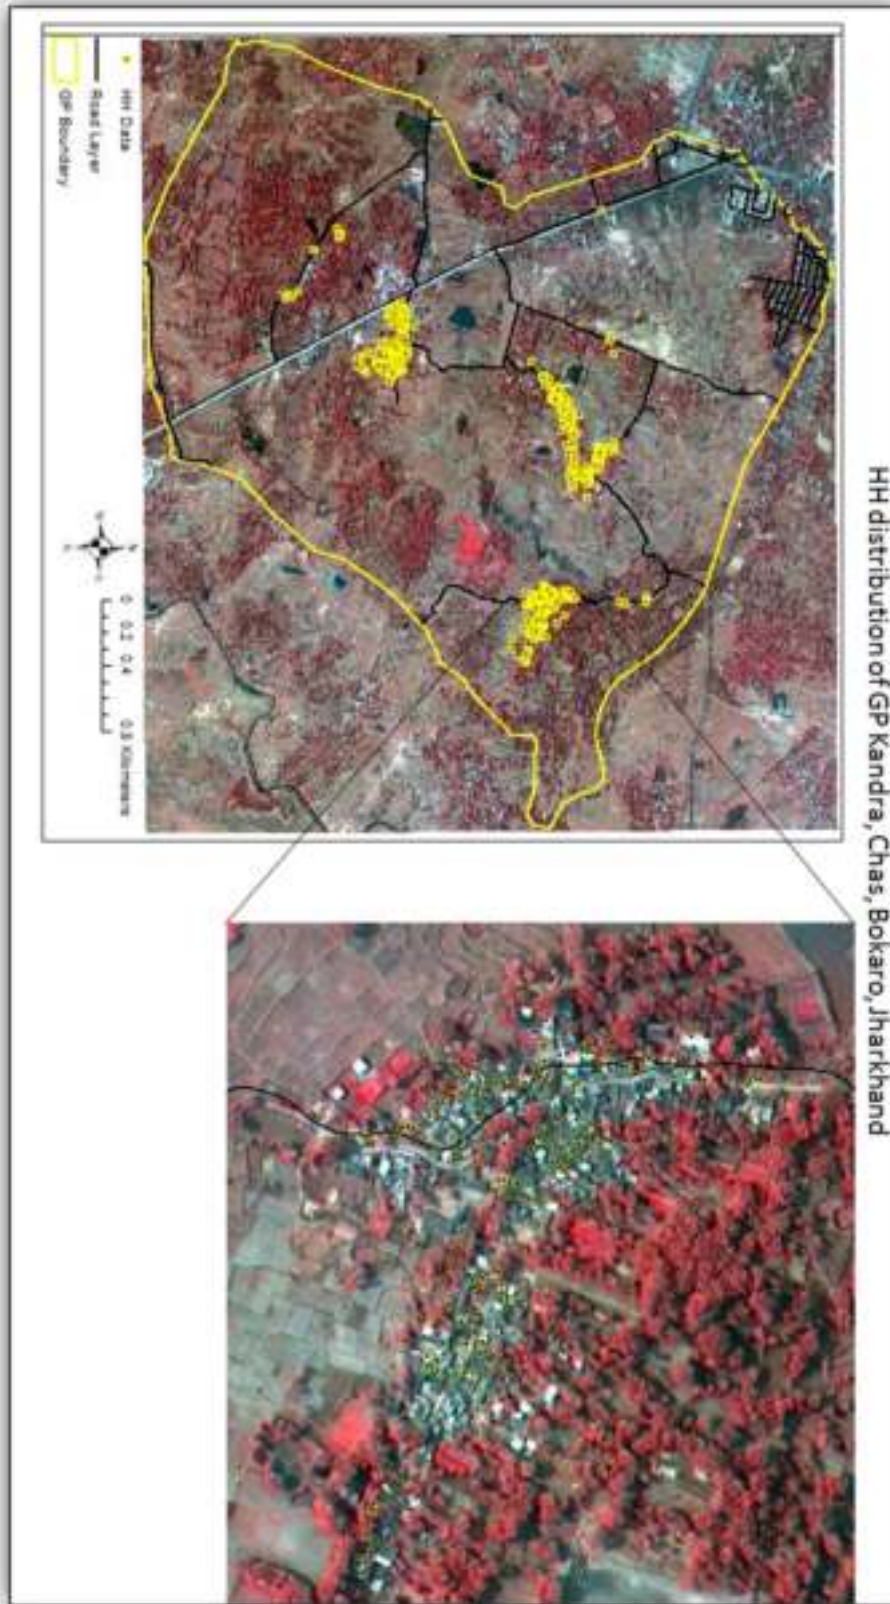 HH distribution of GP Kandra, Chas, Bokaro, Jharkhand
HH Data
Road Layer
GP Boundary
0 0.2 0.4 0.8 Kilometers